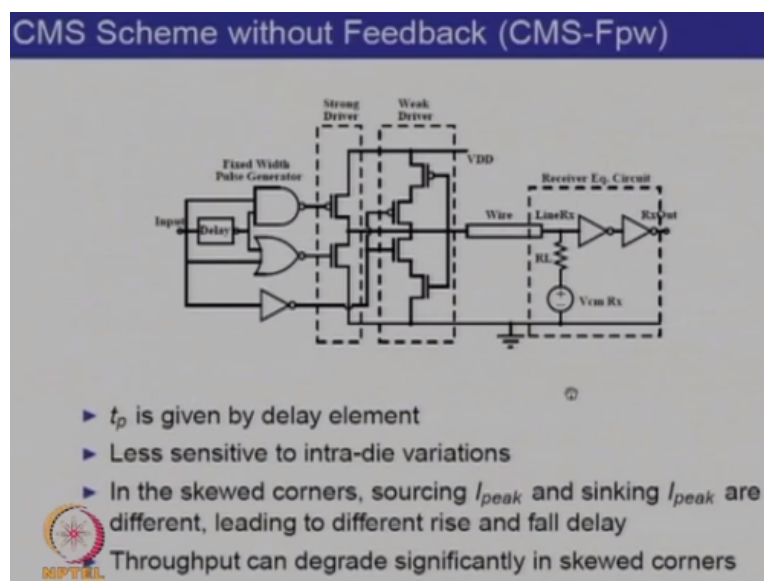 CMS Scheme without Feedback (CMS-Fpw)
Strong
Driver
Weak
Driver
Fixed Width
Pulse Generator
VDD
Receiver Eq. Circuit
Input
Delay
Wire
LineRx
RxOut
RL
Vcm Rx
► tp is given by delay element
► Less sensitive to intra-die variations
► In the skewed corners, sourcing Ipeak and sinking Ipeak are
different, leading to different rise and fall delay
Throughput can degrade significantly in skewed corners
NPTEL